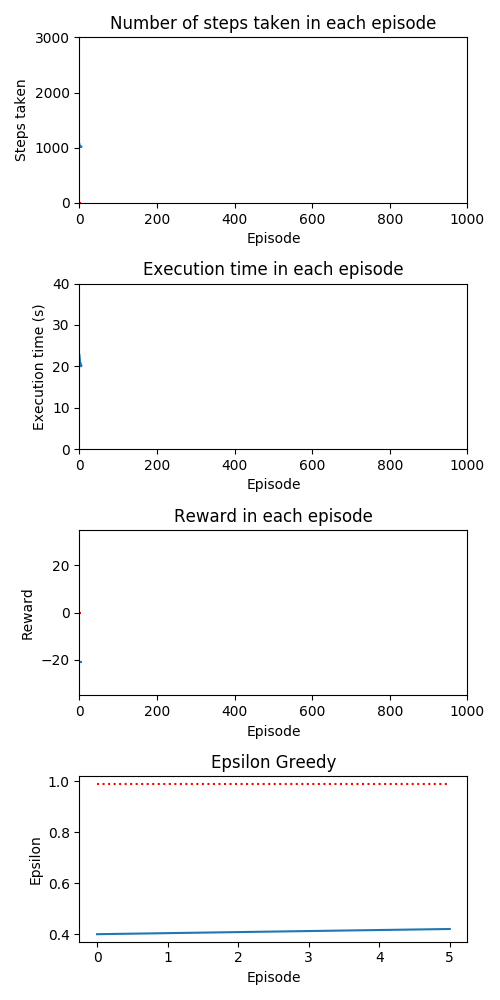 Number of steps taken in each episode
3000
2000
1000
0
Steps taken
0 200 400 600 800 1000
Episode
Execution time in each episode
40
30
20
10
0
Execution time (s)
0 200 400 600 800 1000
Episode
Reward in each episode
20
0
−20
Reward
0 200 400 600 800 1000
Episode
Epsilon Greedy
1.0
0.8
0.6
0.4
Epsilon
0 1 2 3 4 5
Episode